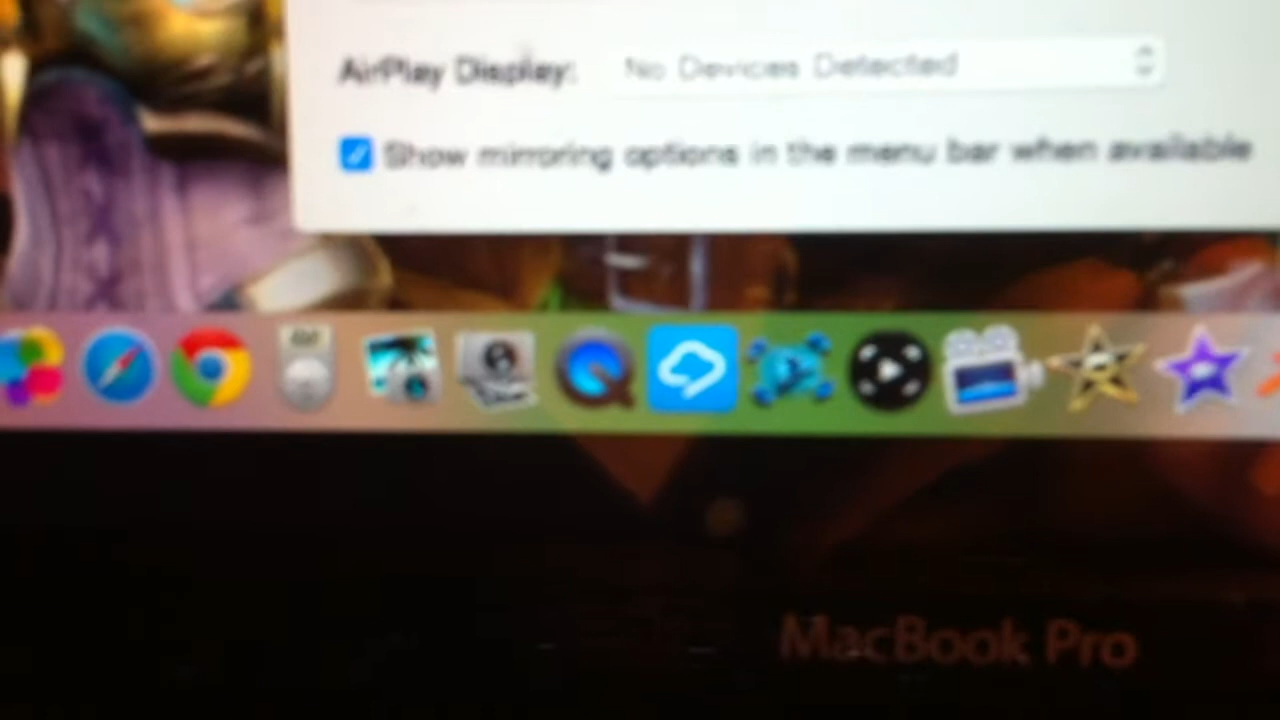 AirPlay Display: No Devices Detected
Show mirroring options in the menu bar when available
MacBook Pro